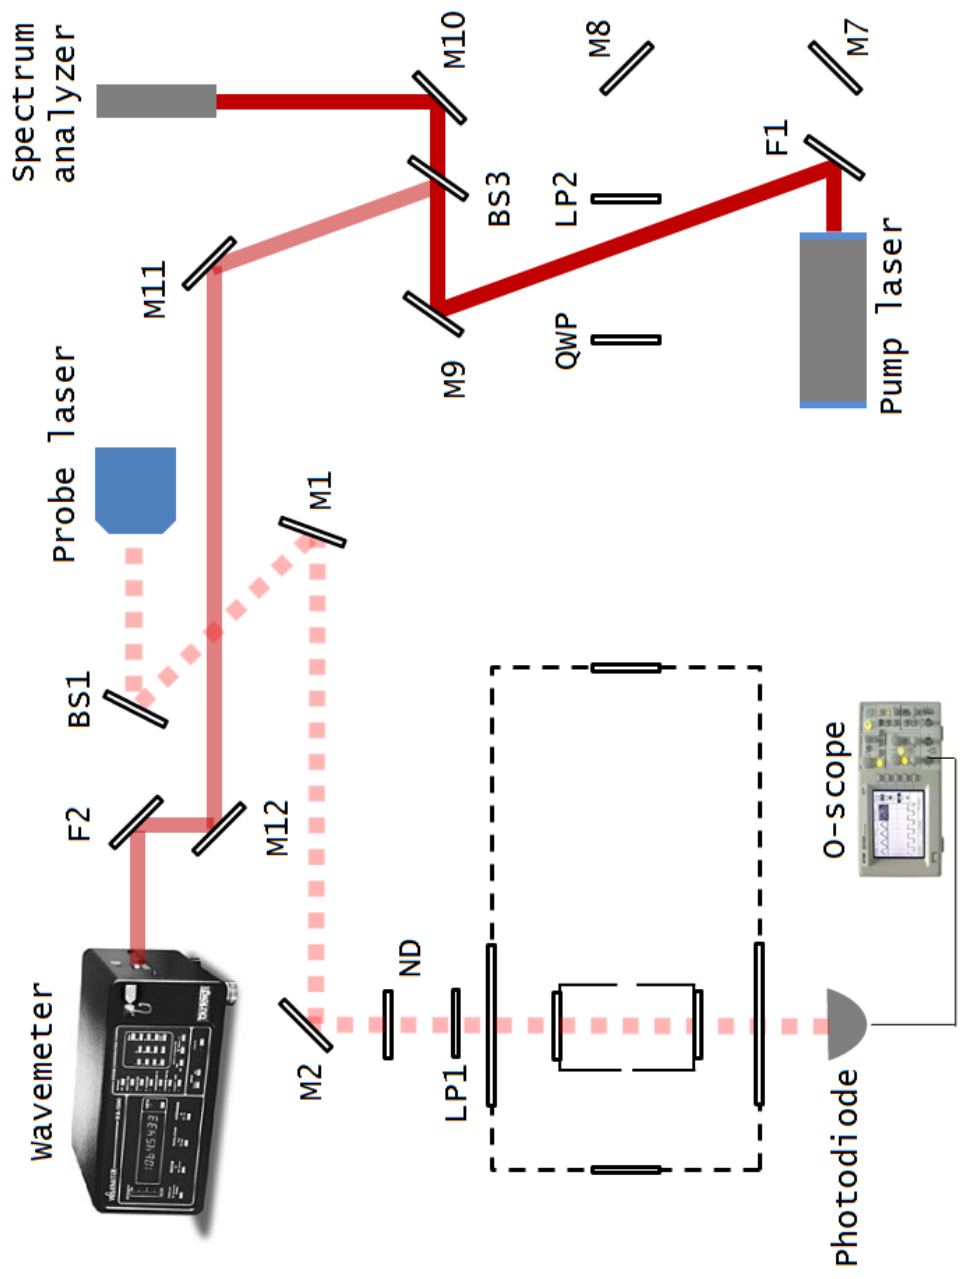 Spectrum
analyzer
M10
M8
M7
F1
LP2
BS3
M11
Pump laser
QWP
M9
Probe laser
M1
BS1
O-scope
F2
M12
ND
Wavemeter
M2
LP1
Photodiode